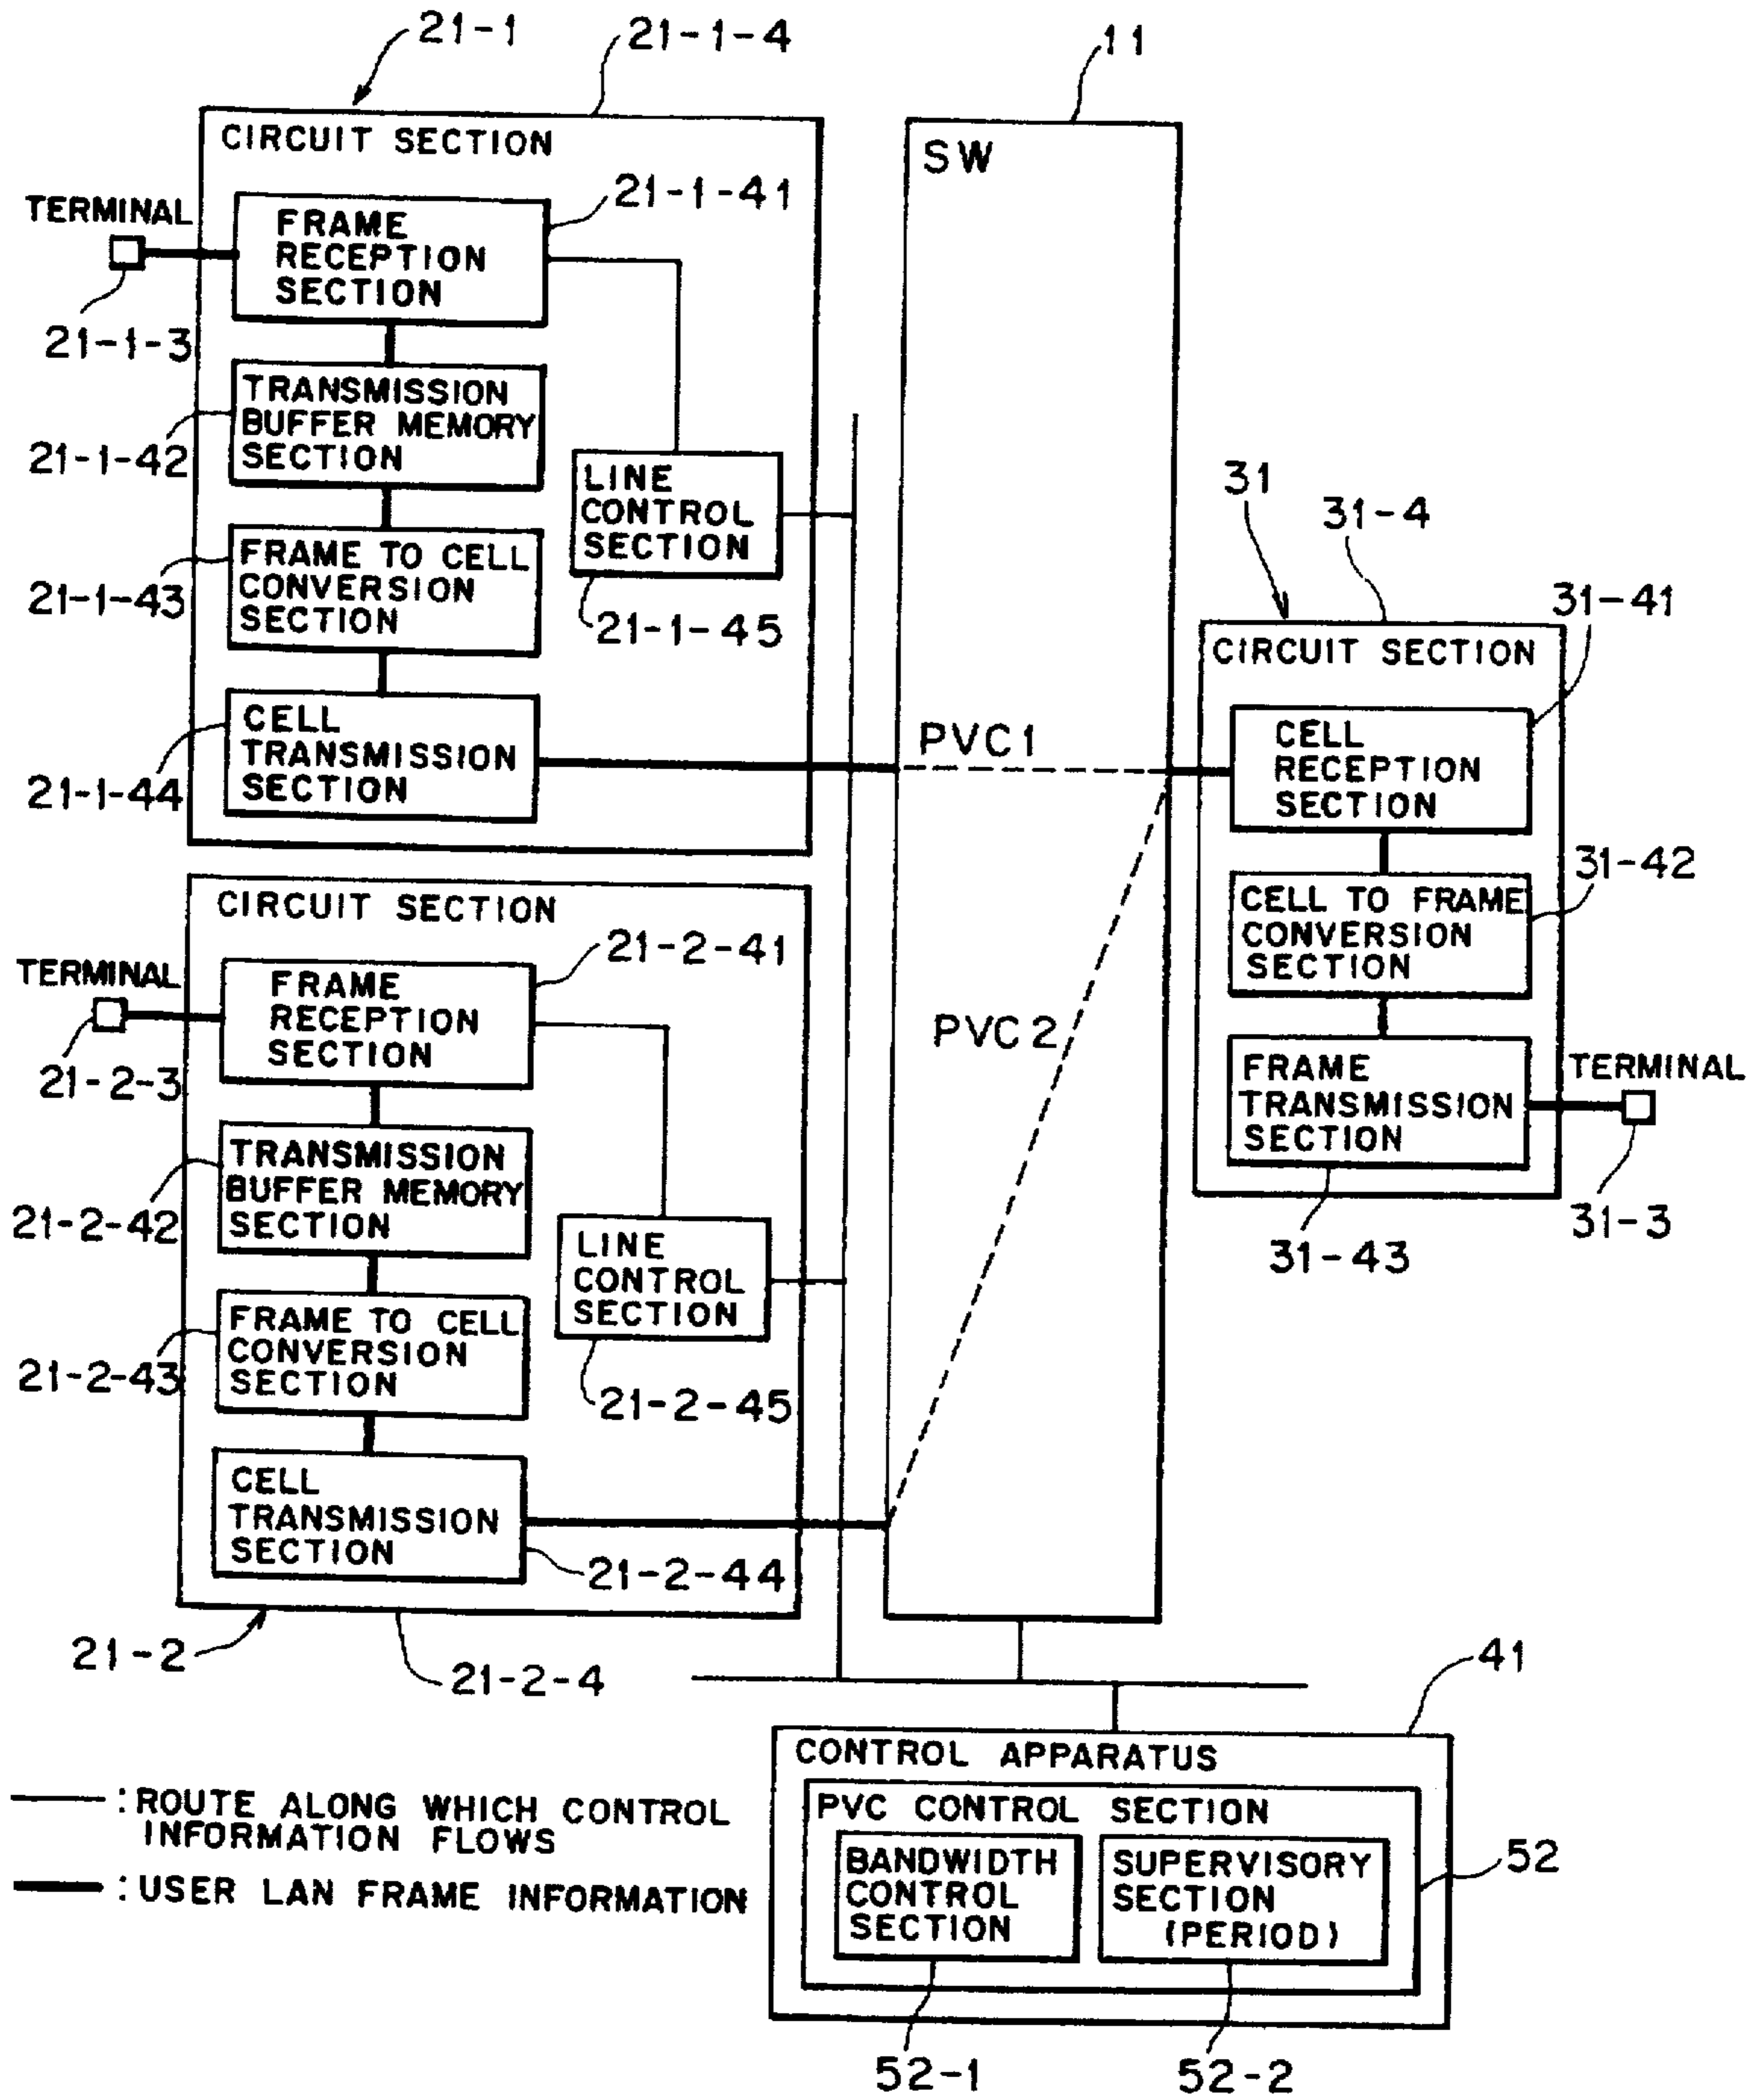 21-1
21-1-4
11
CIRCUIT SECTION
SW
21-1-41
TERMINAL
FRAME
RECEPTION
SECTION
21-1-3
TRANSMISSION
BUFFER MEMORY
SECTION
21-1-42
LINE
CONTROL
SECTION
31
31-4
FRAME TO CELL
CONVERSION
SECTION
21-1-43
21-1-45
31-41
CIRCUIT SECTION
CELL
TRANSMISSION
SECTION
21-1-44
PVC1
CELL
RECEPTION
SECTION
31-42
CIRCUIT SECTION
CELL TO FRAME
CONVERSION
SECTION
21-2-41
TERMINAL
FRAME
RECEPTION
SECTION
21-2-3
PVC2
FRAME
TRANSMISSION
SECTION
TERMINAL
31-3
31-43
TRANSMISSION
BUFFER MEMORY
SECTION
21-2-42
LINE
CONTROL
SECTION
FRAME TO CELL
CONVERSION
SECTION
21-2-43
21-2-45
CELL
TRANSMISSION
SECTION
21-2-44
21-2
21-2-4
41
CONTROL APPARATUS
PVC CONTROL SECTION
BANDWIDTH
CONTROL
SECTION
SUPERVISORY
SECTION
(PERIOD)
52
52-1
52-2
: ROUTE ALONG WHICH CONTROL
INFORMATION FLOWS
: USER LAN FRAME INFORMATION